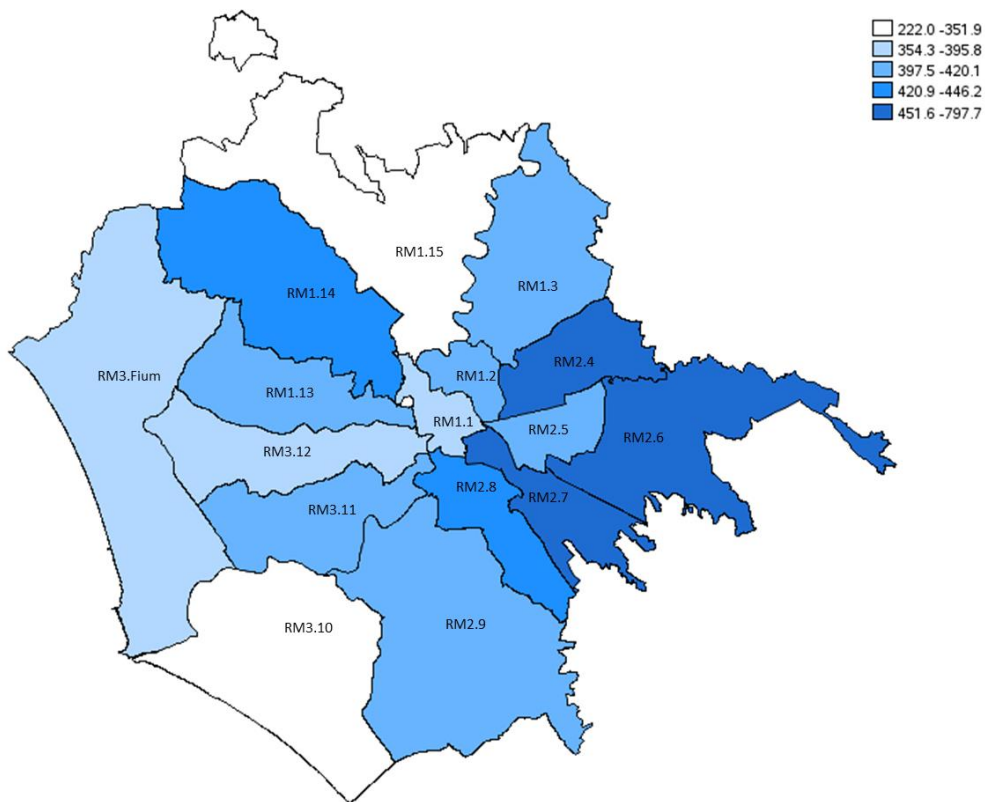 222.0 -351.9
354.3 -395.8
397.5 -420.1
420.9 -446.2
451.6 -797.7
RM1.15
RM1.3
RM1.14
RM2.4
RM3.Fium
RM1.2
RM1.13
RM1.1
RM2.5
RM2.6
RM3.12
RM2.8
RM2.7
RM3.11
RM3.10
RM2.9